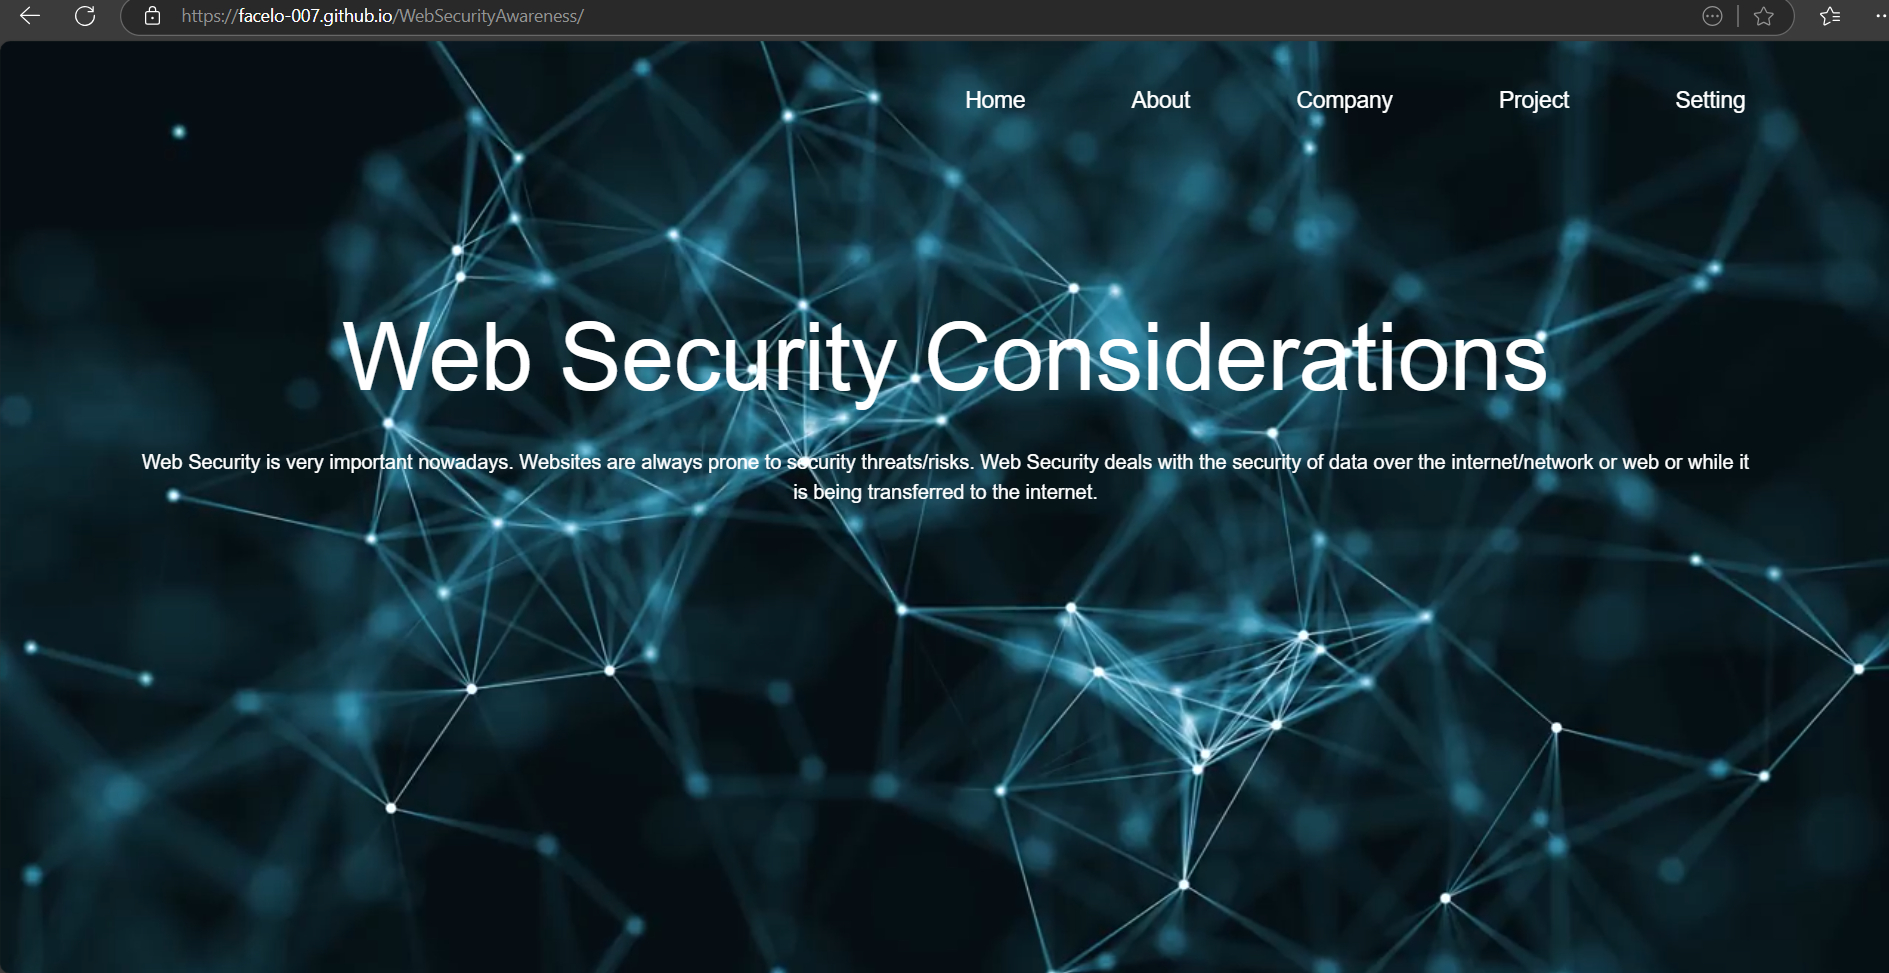 https://facelo-007.github.io/WebSecurityAwareness/
Home About Company Project Setting
Web Security Considerations
Web Security is very important nowadays. Websites are always prone to security threats/risks. Web Security deals with the security of data over the internet/network or web or while it
is being transferred to the internet.